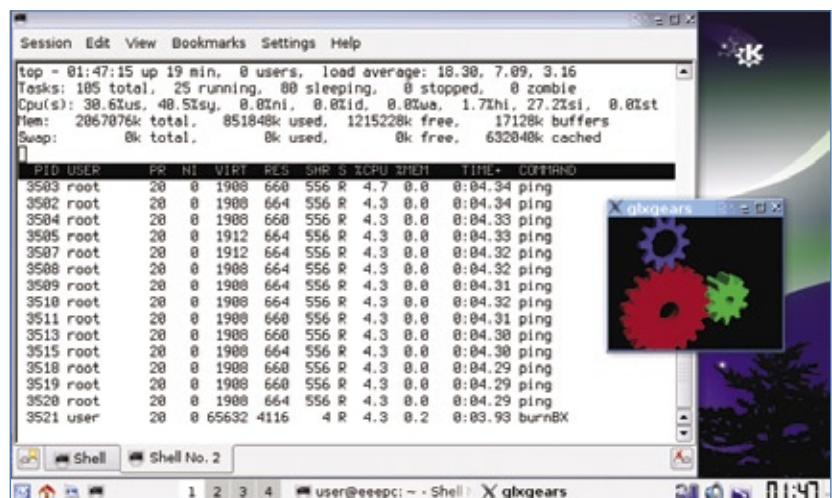 Session Edit View Bookmarks Settings Help
top - 01:47:15 up 19 min, 0 users, load average: 18.30, 7.09, 3.16
Tasks: 105 total, 25 running, 80 sleeping, 0 stopped, 0 zombie
Cpu(s): 30.6%us, 40.5%sy, 0.0%ni, 0.0%id, 0.0%wa, 1.7%hi, 27.2%si, 0.0%st
Mem: 2067076k total, 851848k used, 1215228k free, 17128k buffers
Swap: 0k total, 0k used, 0k free, 632040k cached
PID USER PR NI VIRT RES SHR S %CPU %MEM TIME+ COMMAND
3503 root 20 0 1908 660 556 R 4.7 0.0 0:04.34 ping
3502 root 20 0 1908 664 556 R 4.3 0.0 0:04.34 ping
3504 root 20 0 1908 660 556 R 4.3 0.0 0:04.33 ping
3505 root 20 0 1912 664 556 R 4.3 0.0 0:04.33 ping
3507 root 20 0 1912 664 556 R 4.3 0.0 0:04.32 ping
3508 root 20 0 1908 660 556 R 4.3 0.0 0:04.32 ping
3509 root 20 0 1908 664 556 R 4.3 0.0 0:04.31 ping
3510 root 20 0 1908 664 556 R 4.3 0.0 0:04.32 ping
3511 root 20 0 1908 660 556 R 4.3 0.0 0:04.31 ping
3513 root 20 0 1908 660 556 R 4.3 0.0 0:04.30 ping
3515 root 20 0 1908 664 556 R 4.3 0.0 0:04.30 ping
3518 root 20 0 1908 660 556 R 4.3 0.0 0:04.29 ping
3519 root 20 0 1908 660 556 R 4.3 0.0 0:04.29 ping
3520 root 20 0 1908 664 556 R 4.3 0.0 0:04.29 ping
3521 user 20 0 65632 4116 4 R 4.3 0.2 0:03.93 burnBX
glxgears
Shell Shell No. 2
1 2 3 4 user@eeepc: ~ - Shell glxgears 01:47